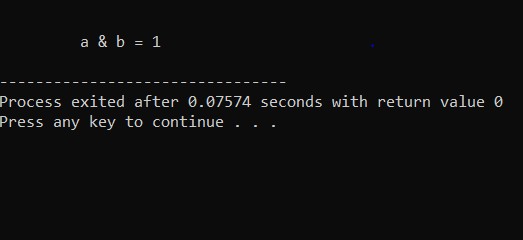 a & b = 1
--------------------------------
Process exited after 0.07574 seconds with return value 0
Press any key to continue . . .